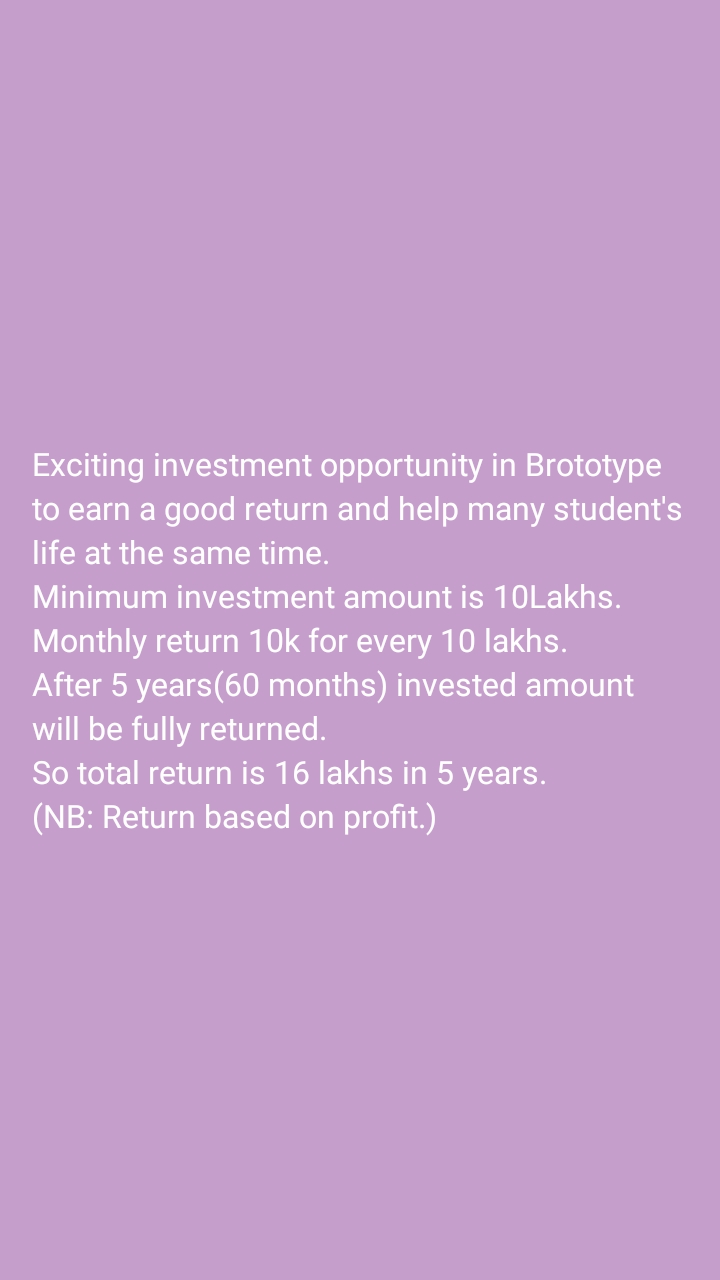 Exciting investment opportunity in Brototype
to earn a good return and help many student's
life at the same time.
Minimum investment amount is 10Lakhs.
Monthly return 10k for every 10 lakhs.
After 5 years(60 months) invested amount
will be fully returned.
So total return is 16 lakhs in 5 years.
(NB: Return based on profit.)